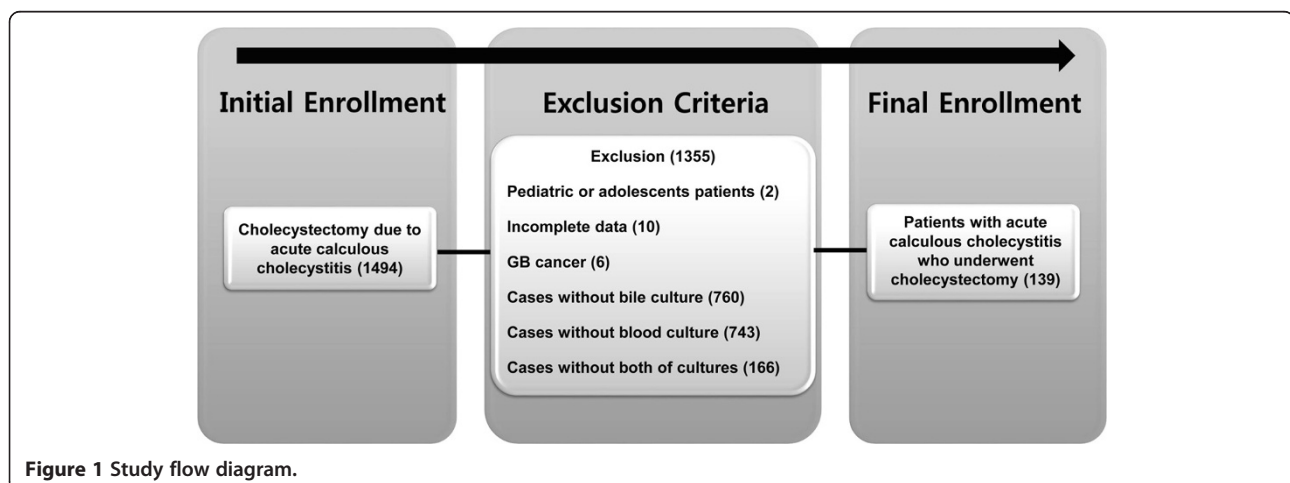 Initial Enrollment
Cholecystectomy due to
acute calculous
cholecystitis (1494)
Exclusion Criteria
Exclusion (1355)
Pediatric or adolescents patients (2)
Incomplete data (10)
GB cancer (6)
Cases without bile culture (760)
Cases without blood culture (743)
Cases without both of cultures (166)
Final Enrollment
Patients with acute
calculous cholecystitis
who underwent
cholecystectomy (139)
Figure 1 Study flow diagram.